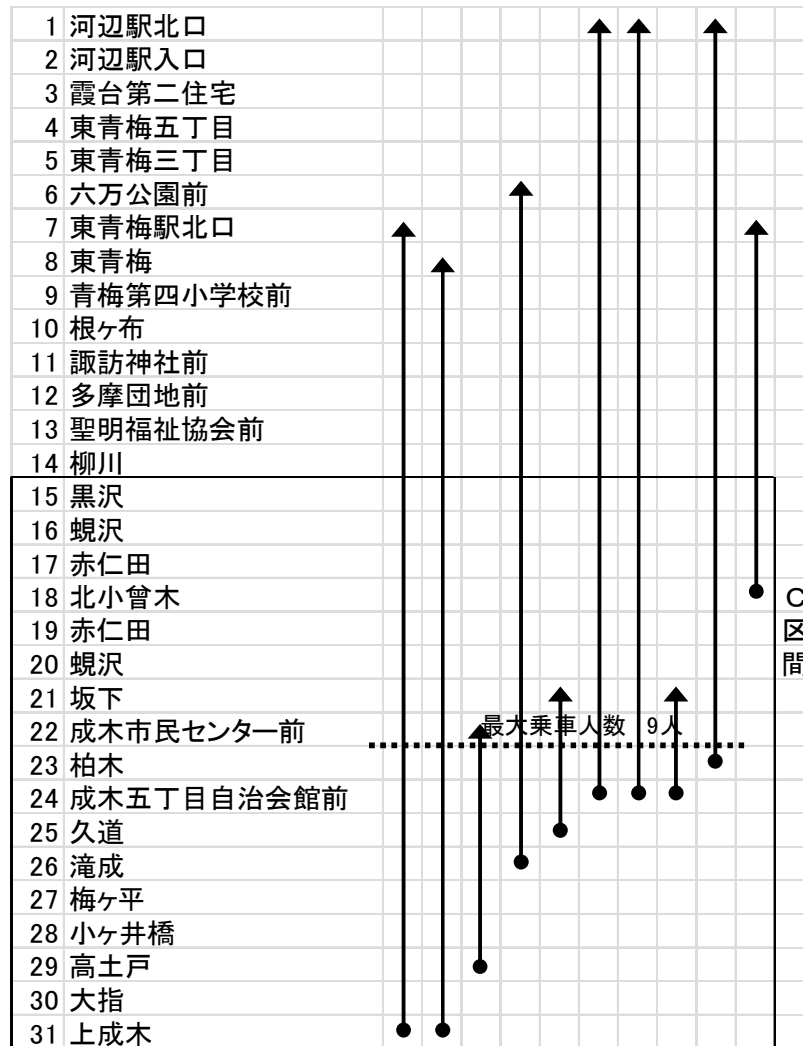 1 河辺駅北口
2 河辺駅入口
3 霞台第二住宅
4 東青梅五丁目
5 東青梅三丁目
6 六万公園前
7 東青梅駅北口
8 東青梅
9 青梅第四小学校前
10 根ヶ布
11 諏訪神社前
12 多摩団地前
13 聖明福祉協会前
14 柳川
15 黒沢
16 蜆沢
17 赤仁田
18 北小曾木
19 赤仁田
20 蜆沢
21 坂下
22 成木市民センター前
23 柏木
24 成木五丁目自治会館前
25 久道
26 滝成
27 梅ヶ平
28 小ヶ井橋
29 高土戸
30 大指
31 上成木
最大乗車人数 9人
C
区
間